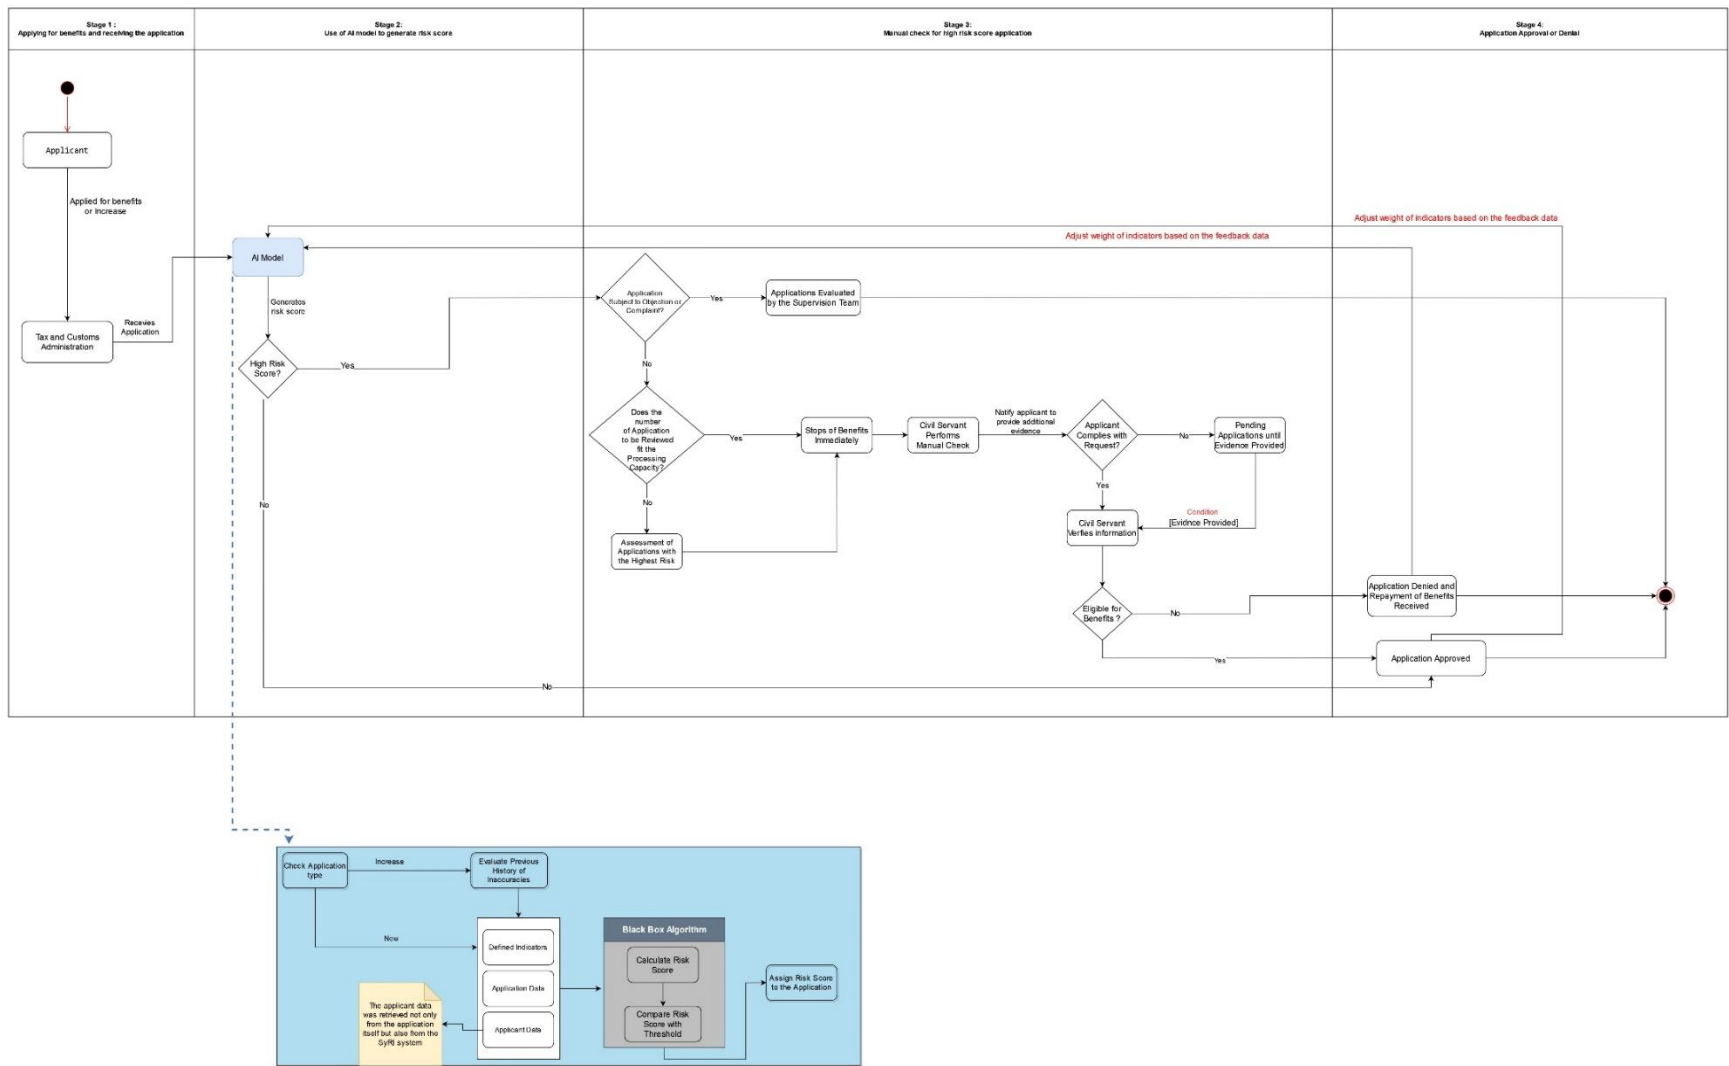 Stage 1 :
Applying for benefits and receiving the application
Stage 2:
Use of AI model to generate risk score
Stage 3:
Manual check for high risk score application
Stage 4:
Application Approval or Denial
Applicant
Applied for benefits
or Increase
Tax and Customs
Administration
Recevies
Application
AI Model
Generates
risk score
High Risk
Score?
Yes
No
No
Adjust weight of indicators based on the feedback data
Adjust weight of indicators based on the feedback data
Application
Subject to Objection or
Complaint?
Yes
Applications Evaluated
by the Supervision Team
No
Does the
number
of Application
to be Reviewed
fit the
Processing
Capacity?
Yes
No
Assessment of
Applications with
the Highest Risk
Stops of Benefits
Immediately
Civil Servant
Performs
Manual Check
Notify applicant to
provide additional
evidence
Applicant
Complies with
Request?
No
Pending
Applications until
Evidence Provided
Yes
Condition
[Evidnce Provided]
Civil Servant
Verfies information
Eligible for
Benefits ?
No
Yes
Application Denied and
Repayment of Benefits
Received
Application Approved
Check Application
type
Increase
Evaluate Previous
History of
Inaccuracies
New
Defined Indicators
Application Data
Applicant Data
The applicant data
was retrieved not only
from the application
itself but also from the
SyRI system
Black Box Algorithm
Calculate Risk
Score
Compare Risk
Score with
Threshold
Assign Risk Score
to the Application